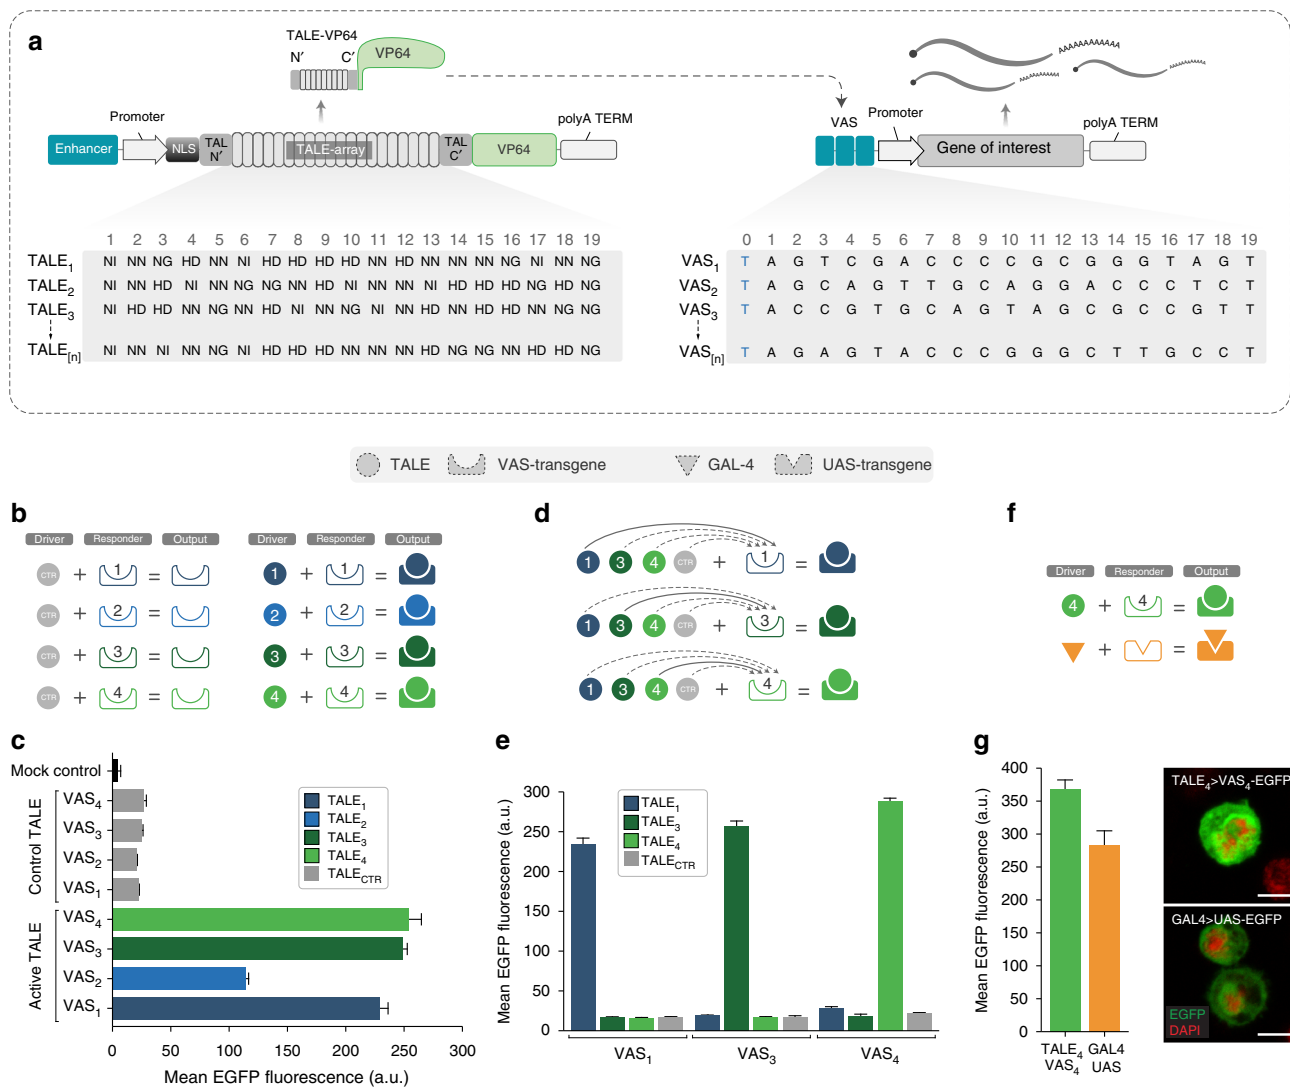 a
TALE-VP64
N′ C′ VP64
Promoter
Enhancer NLS TAL N′ TALE-array TAL C′ VP64 polyA TERM
VAS Promoter Gene of interest polyA TERM
1 2 3 4 5 6 7 8 9 10 11 12 13 14 15 16 17 18 19
TALE1 NI NN NG HD NN NI HD HD HD HD NN HD NN NN NN NG NI NN NG
TALE2 NI NN HD NI NN NG NG NN HD NI NN NN NI HD HD HD NG HD NG
TALE3 NI HD HD NN NG NN HD NI NN NG NI NN HD NN HD HD NN NG NG
TALE[n] NI NN NI NN NG NI HD HD HD NN NN NN HD NG NG NN HD HD NG
0 1 2 3 4 5 6 7 8 9 10 11 12 13 14 15 16 17 18 19
VAS1 T A G T C G A C C C C G C G G G T A G T
VAS2 T A G C A G T T G C A G G A C C C T C T
VAS3 T A C C G T G C A G T A G C G C C G T T
VAS[n] T A G A G T A C C C G G G C T T G C C T
TALE VAS-transgene GAL-4 UAS-transgene
b
Driver Responder Output Driver Responder Output
CTR + 1 = 1 + 1 =
CTR + 2 = 2 + 2 =
CTR + 3 = 3 + 3 =
CTR + 4 = 4 + 4 =
d
1 3 4 CTR + 1 =
1 3 4 CTR + 3 =
1 3 4 CTR + 4 =
f
Driver Responder Output
4 + 4 =
+ =
c
Mock control
Control TALE
VAS4
VAS3
VAS2
VAS1
Active TALE
VAS4
VAS3
VAS2
VAS1
TALE1
TALE2
TALE3
TALE4
TALECTR
0 50 100 150 200 250 300
Mean EGFP fluorescence (a.u.)
e
Mean EGFP fluorescence (a.u.)
300
250
200
150
100
50
0
TALE1
TALE3
TALE4
TALECTR
VAS1 VAS3 VAS4
g
Mean EGFP fluorescence (a.u.)
400
350
300
250
200
150
100
50
0
TALE4 GAL4
VAS4 UAS
TALE4>VAS4-EGFP
GAL4>UAS-EGFP
EGFP
DAPI